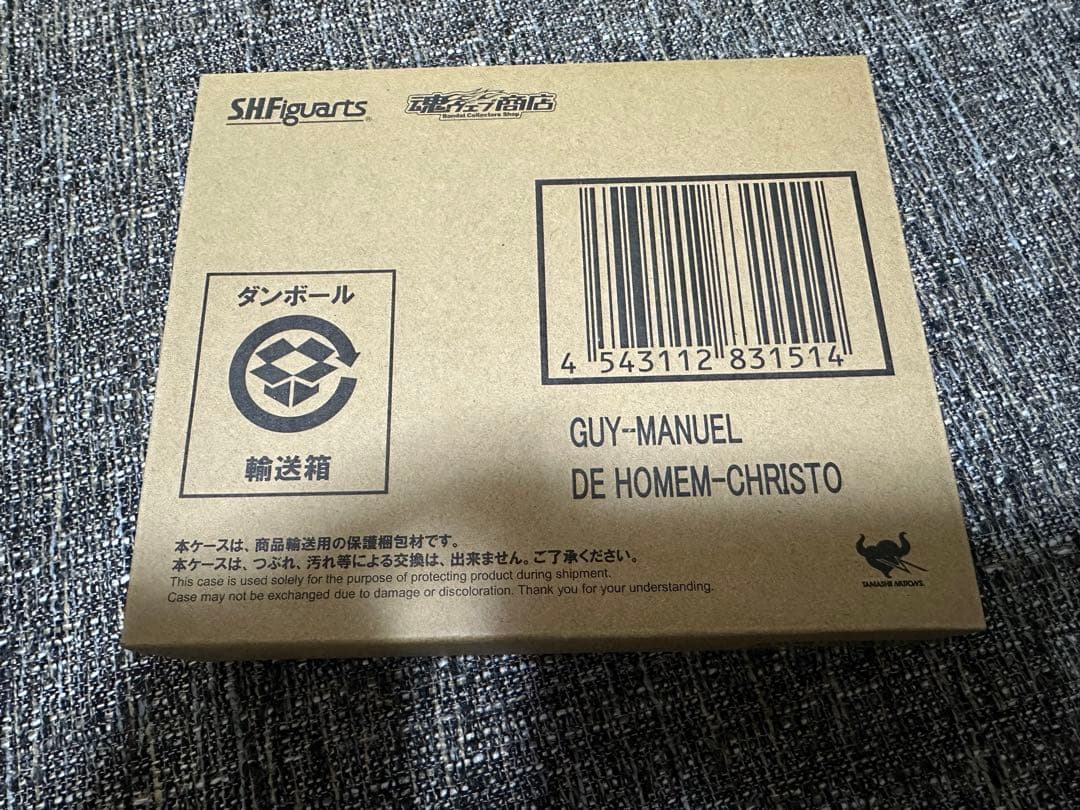 S.H.Figuarts
魂ウェブ商店
Bandai Collectors Shop
4 543112 831514
ダンボール
輸送箱
GUY-MANUEL
DE HOMEM-CHRISTO
本ケースは、商品輸送用の保護梱包材です。
本ケースは、つぶれ、汚れ等による交換は、出来ません。ご了承ください。
This case is used solely for the purpose of protecting product during shipment.
Case may not be exchanged due to damage or discoloration. Thank you for your understanding.
TAMASHII NATIONS